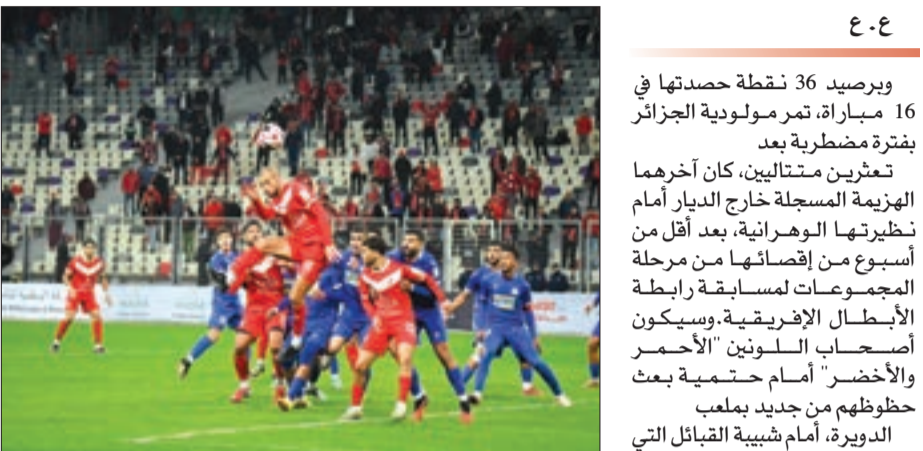 ع.ع
وبرصيد 36 نقطة حصدتها في
16 مباراة، تمر مولودية الجزائر
بفترة مضطربة بعد
تعثرين متتاليين، كان آخرهما
الهزيمة المسجلة خارج الديار أمام
نظيرتها الوهرانية، بعد أقل من
أسبوع من إقصائها من مرحلة
المجموعات لمسابقة رابطة
الأبطال الإفريقية.وسيكون
أصحاب اللونين "الأحمر
والأخضر" أمام حتمية بعث
حظوظهم من جديد بملعب
الدويرة، أمام شبيبة القبائل التي